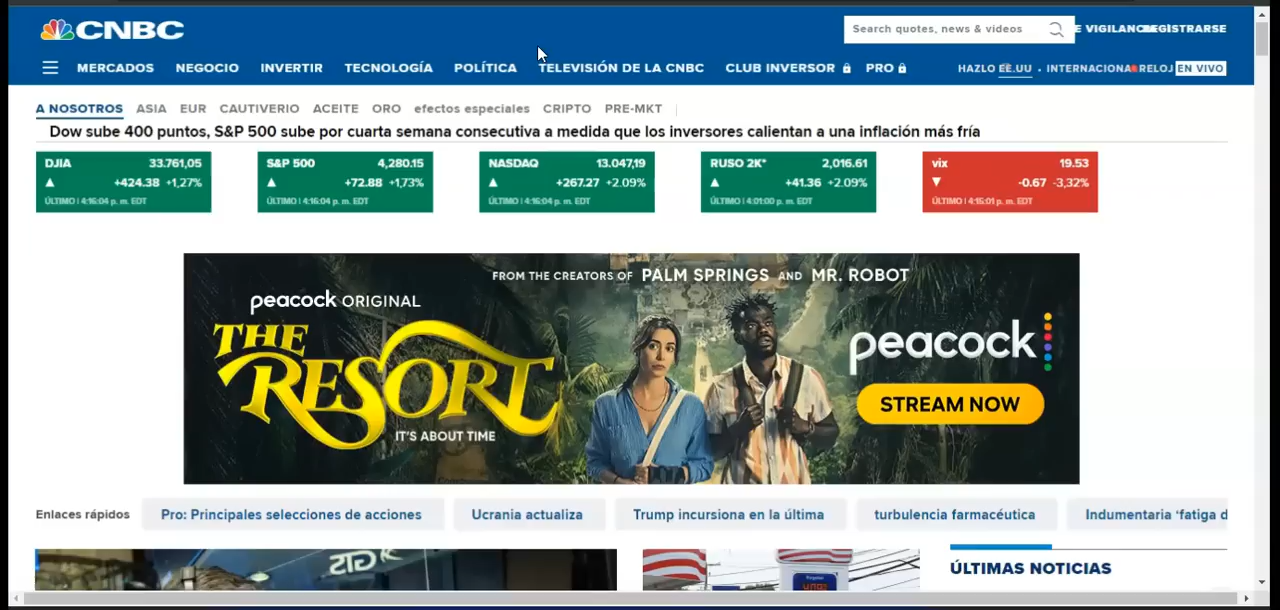 CNBC
Search quotes, news & videos
REGISTRARSE
MERCADOS NEGOCIO INVERTIR TECNOLOGÍA POLÍTICA TELEVISIÓN DE LA CNBC CLUB INVERSOR PRO
HAZLO EE.UU • INTERNACIONA RELOJ EN VIVO
A NOSOTROS ASIA EUR CAUTIVERIO ACEITE ORO efectos especiales CRIPTO PRE-MKT
Dow sube 400 puntos, S&P 500 sube por cuarta semana consecutiva a medida que los inversores calientan a una inflación más fría
DJIA 33.761,05
+424.38 +1,27%
ÚLTIMO | 4:16:04 p. m. EDT
S&P 500 4,280.15
+72.88 +1,73%
ÚLTIMO | 4:16:04 p. m. EDT
NASDAQ 13.047,19
+267.27 +2.09%
ÚLTIMO | 4:16:04 p. m. EDT
RUSO 2K* 2,016.61
+41.36 +2.09%
ÚLTIMO | 4:01:00 p. m. EDT
vix 19.53
-0.67 -3,32%
ÚLTIMO | 4:15:01 p. m. EDT
FROM THE CREATORS OF PALM SPRINGS AND MR. ROBOT
peacock ORIGINAL
THE
RESORT
IT'S ABOUT TIME
peacock
STREAM NOW
Enlaces rápidos
Pro: Principales selecciones de acciones
Ucrania actualiza
Trump incursiona en la última
turbulencia farmacéutica
Indumentaria 'fatiga d
ÚLTIMAS NOTICIAS